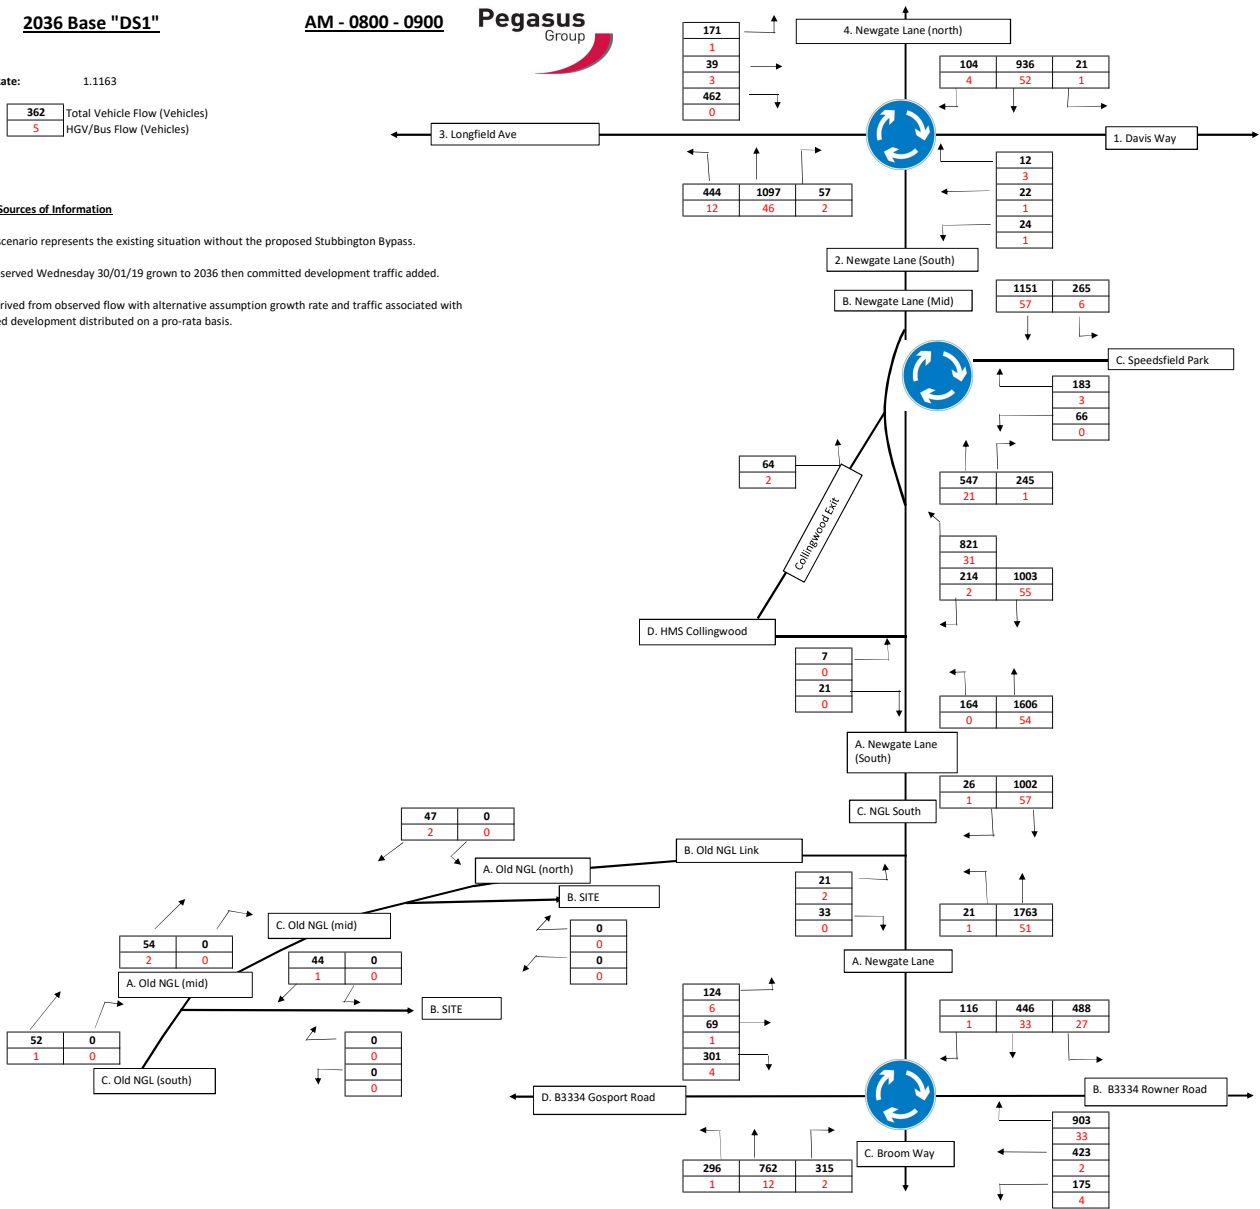 2036 Base "DS1"
AM - 0800 - 0900
Pegasus
Group
ate: 1.1163
362 Total Vehicle Flow (Vehicles)
5 HGV/Bus Flow (Vehicles)
Sources of Information
scenario represents the existing situation without the proposed Stubbington Bypass.
served Wednesday 30/01/19 grown to 2036 then committed development traffic added.
rived from observed flow with alternative assumption growth rate and traffic associated with
ed development distributed on a pro-rata basis.
171
1
39
3
462
0
4. Newgate Lane (north)
104 936 21
4 52 1
3. Longfield Ave
1. Davis Way
444 1097 57
12 46 2
12
3
22
1
24
1
2. Newgate Lane (South)
B. Newgate Lane (Mid)
1151 265
57 6
C. Speedsfield Park
183
3
66
0
64
2
547 245
21 1
Collingwood Exit
821
31
214 1003
2 55
D. HMS Collingwood
7
0
21
0
164 1606
0 54
A. Newgate Lane
(South)
26 1002
1 57
C. NGL South
47 0
2 0
B. Old NGL Link
A. Old NGL (north)
B. SITE
21
2
33
0
21 1763
1 51
C. Old NGL (mid)
0
0
0
0
54 0
2 0
44 0
1 0
A. Newgate Lane
A. Old NGL (mid)
B. SITE
124
6
69
1
301
4
116 446 488
1 33 27
52 0
1 0
0
0
0
0
C. Old NGL (south)
D. B3334 Gosport Road
B. B3334 Rowner Road
C. Broom Way
296 762 315
1 12 2
903
33
423
2
175
4